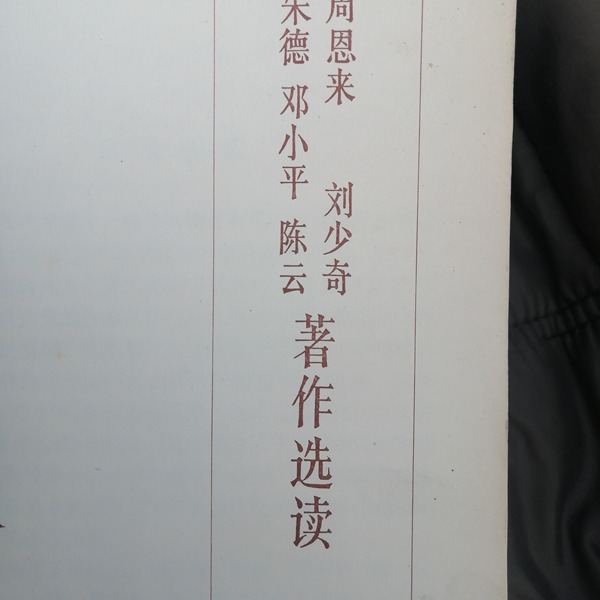 周恩来 刘少奇
朱德 邓小平 陈云
著作选读